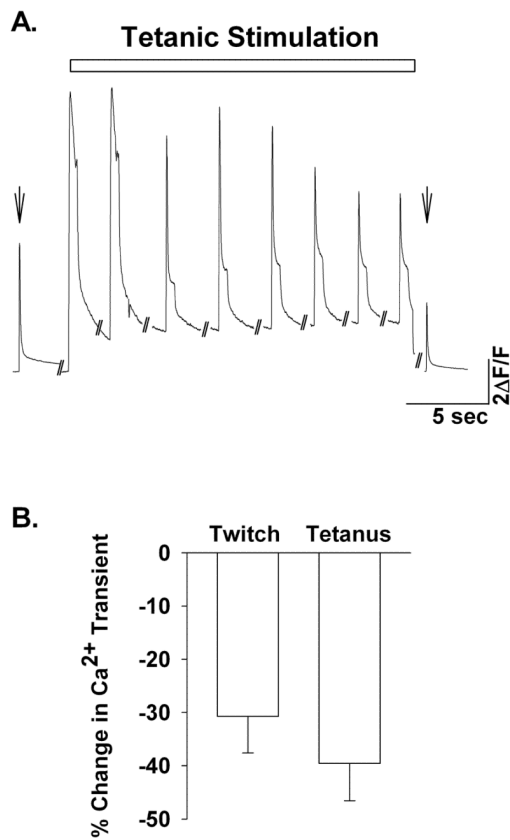 A.
Tetanic Stimulation
2ΔF/F
5 sec
B.
Twitch Tetanus
% Change in Ca2+ Transient
0
-10
-20
-30
-40
-50